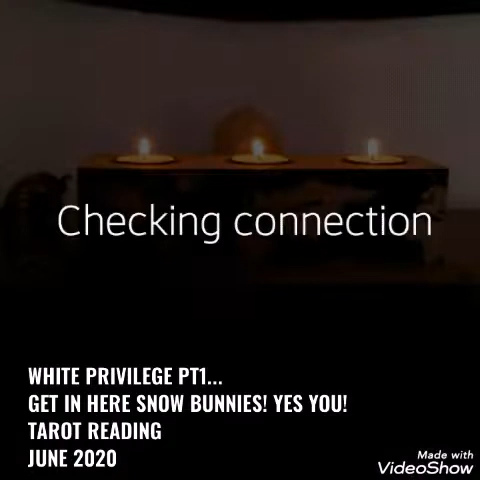 Checking connection
WHITE PRIVILEGE PT1...
GET IN HERE SNOW BUNNIES! YES YOU!
TAROT READING
JUNE 2020
Made with
VideoShow